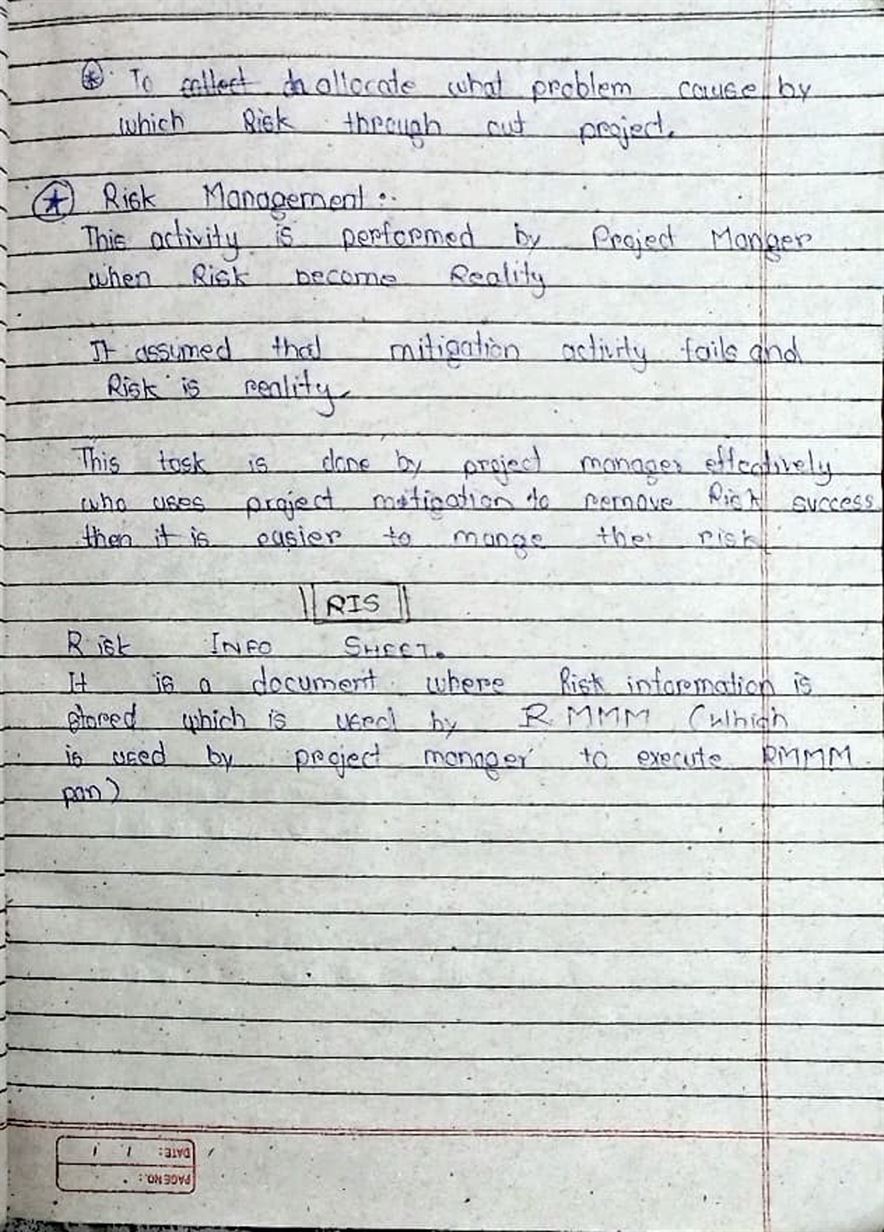 * To collect In allocate what problem cause by
which Risk through out project.
* Risk Management :.
This activity is performed by Project Manger
when Risk become Reality
It assumed that mitigation activity fails and
Risk is reality.
This task is done by project manager effectively
who uses project mitigation to remove Risk success
then it is easier to mange the risk
RIS
Risk INFO SHEET.
It is a document where Risk information is
stored which is used by RMMM (which
is used by project manager to execute RMMM
pan)
DATE: / /
PAGE NO.: